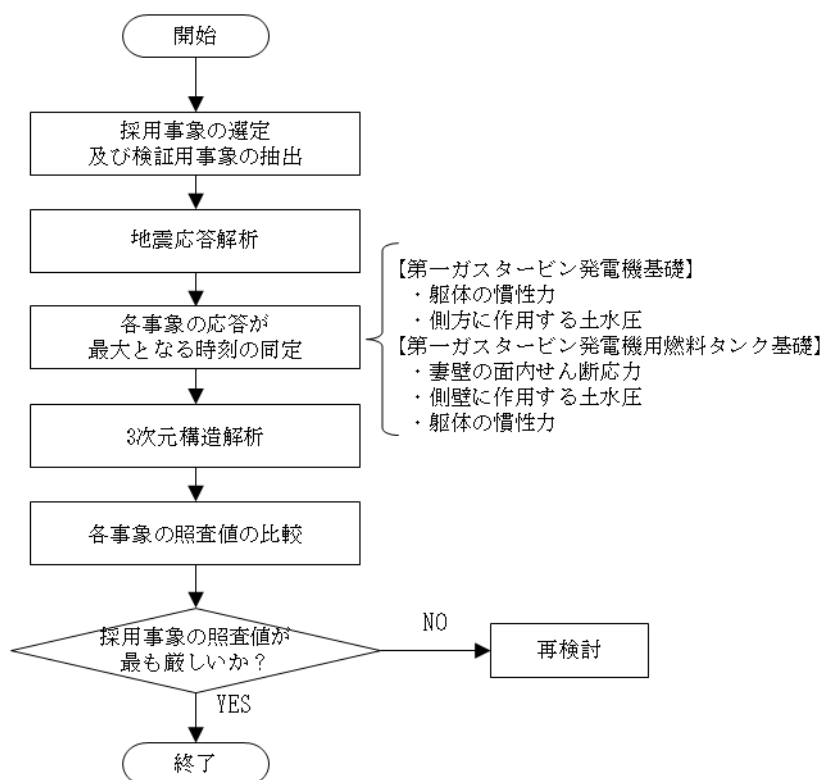 開始
採用事象の選定
及び検証用事象の抽出
地震応答解析
各事象の応答が
最大となる時刻の同定
【第一ガスタービン発電機基礎】
・躯体の慣性力
・側方に作用する土水圧
【第一ガスタービン発電機用燃料タンク基礎】
・妻壁の面内せん断応力
・側壁に作用する土水圧
・躯体の慣性力
3次元構造解析
各事象の照査値の比較
採用事象の照査値が
最も厳しいか？
NO
再検討
YES
終了